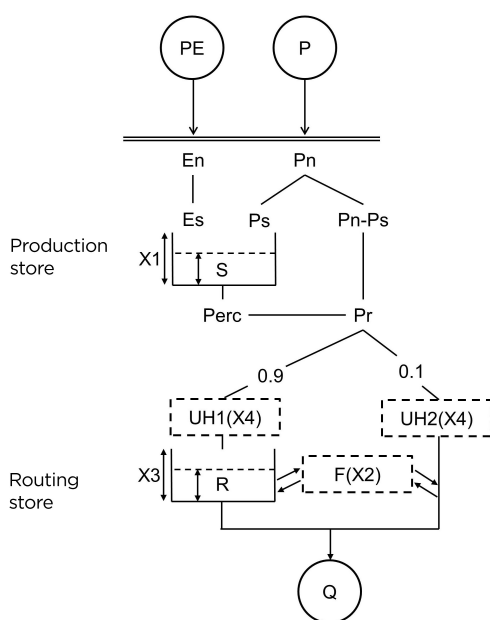 PE
P
En
Pn
Es
Ps
Pn-Ps
Production
store
X1
S
Perc
Pr
0.9
0.1
UH1(X4)
UH2(X4)
Routing
store
X3
R
F(X2)
Q